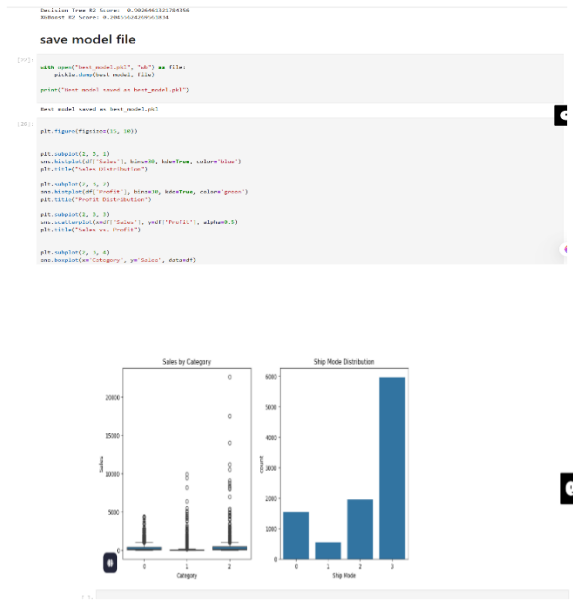 Decision Tree R2 Score:
XGBoost R2 Score:
save model file
with open("best_model.pkl", "wb") as file:
pickle.dump(best_model, file)
print("Best model saved as best_model.pkl")
Best model saved as best_model.pkl
plt.figure(figsize=(15, 10))
plt.subplot(2, 3, 1)
sns.histplot(df['Sales'], bins=30, kde=True, color='blue')
plt.title("Sales Distribution")
plt.subplot(2, 3, 2)
sns.histplot(df['Profit'], bins=30, kde=True, color='green')
plt.title("Profit Distribution")
plt.subplot(2, 3, 3)
sns.scatterplot(x=df['Sales'], y=df['Profit'], alpha=0.5)
plt.title("Sales vs. Profit")
plt.subplot(2, 3, 4)
sns.boxplot(x='Category', y='Sales', data=df)
Sales by Category
20000
15000
10000
5000
0
Sales
0 1 2
Category
Ship Mode Distribution
6000
5000
4000
3000
2000
1000
0
count
0 1 2 3
Ship Mode